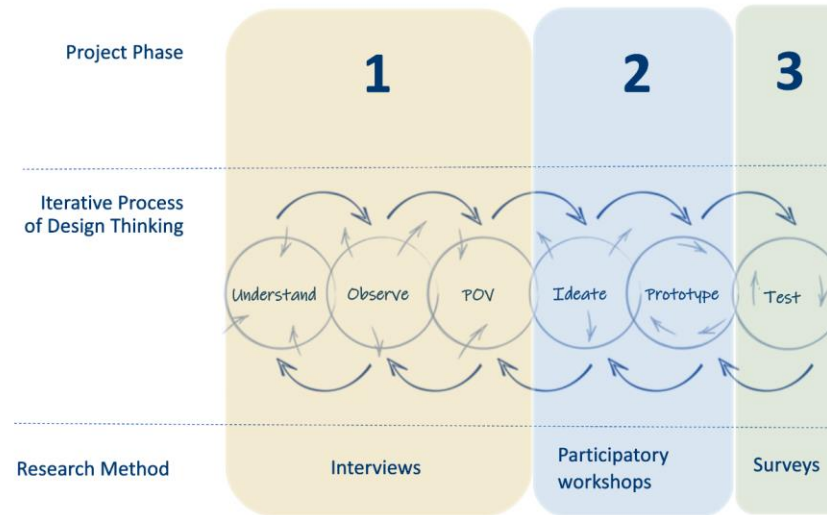 Project Phase
1
2
3
Iterative Process
of Design Thinking
Understand
Observe
POV
Ideate
Prototype
Test
Research Method
Interviews
Participatory
workshops
Surveys